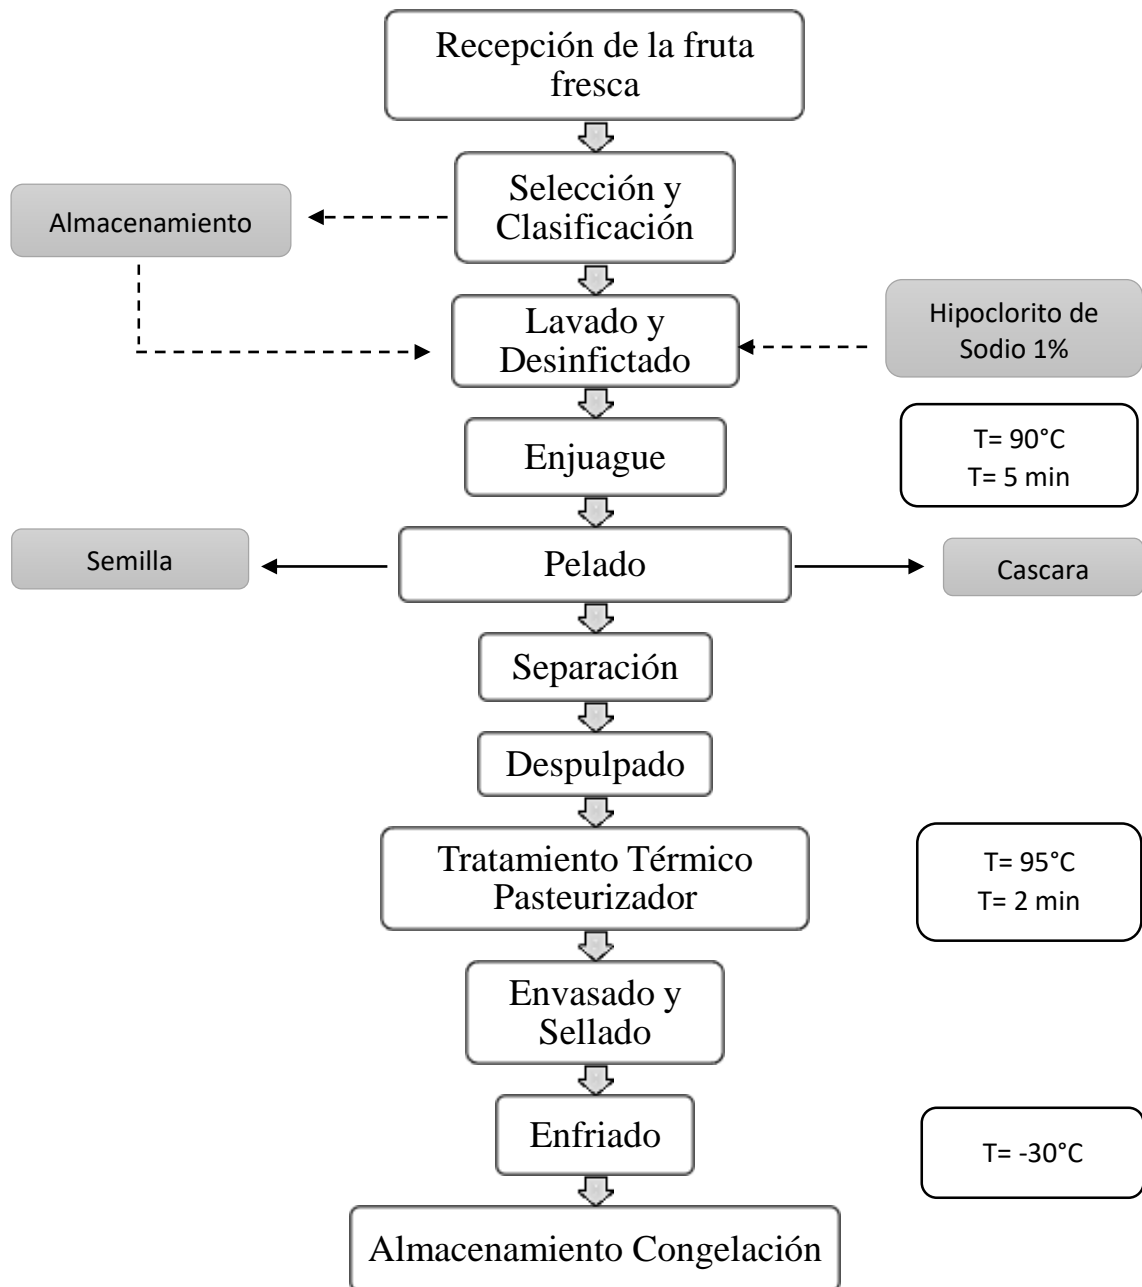 Recepción de la fruta
fresca
Selección y
Clasificación
Almacenamiento
Lavado y
Desinfictado
Hipoclorito de
Sodio 1%
Enjuague
T= 90°C
T= 5 min
Semilla
Pelado
Cascara
Separación
Despulpado
Tratamiento Térmico
Pasteurizador
T= 95°C
T= 2 min
Envasado y
Sellado
Enfriado
T= -30°C
Almacenamiento Congelación